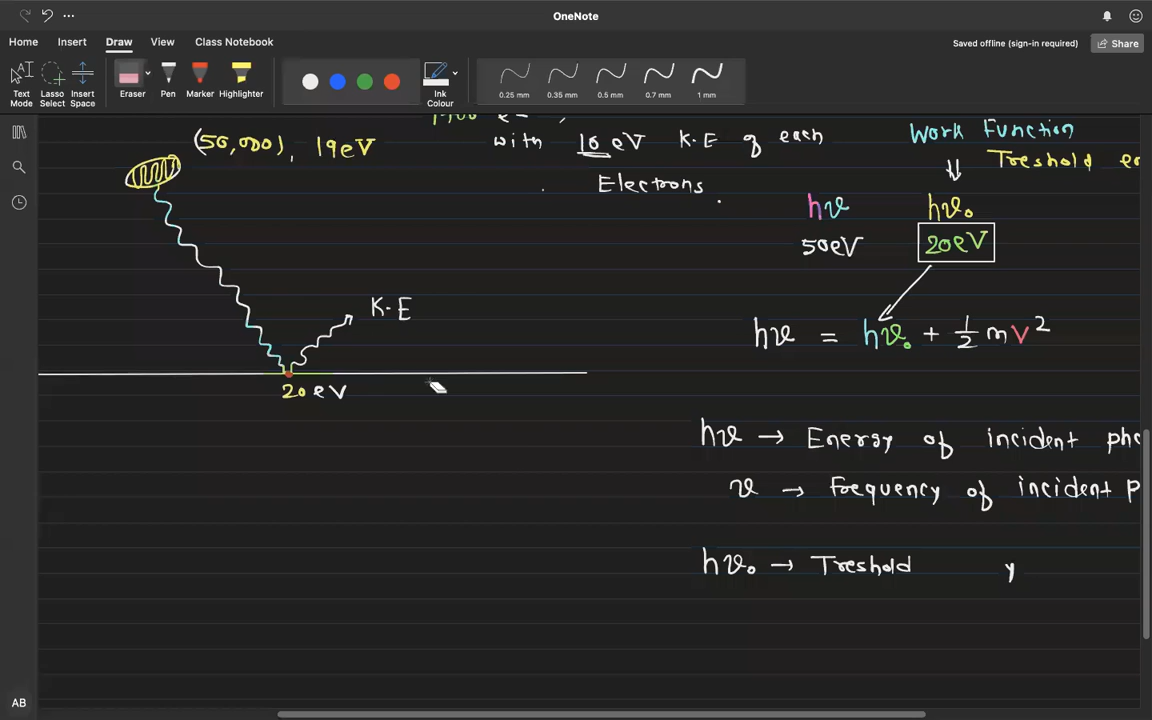 OneNote
Home Insert Draw View Class Notebook
Saved offline (sign-in required) Share
Text Mode
Lasso Select
Insert Space
Eraser
Pen
Marker
Highlighter
Ink Colour
0.25 mm 0.35 mm 0.5 mm 0.7 mm 1 mm
(50,000), 19eV
with 10 eV K-E of each
Electrons.
Work Function
Treshold
hν hν₀
50eV 20eV
K-E
20 eV
hν = hν₀ + 1/2 mv²
hν → Energy of incident
ν → Frequency of incident
hν₀ → Treshold y
AB